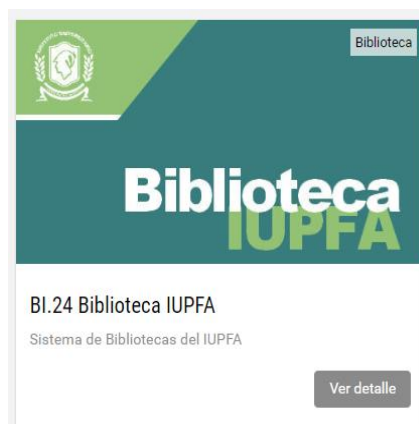 Biblioteca
Biblioteca
IUPFA
BI.24 Biblioteca IUPFA
Sistema de Bibliotecas del IUPFA
Ver detalle